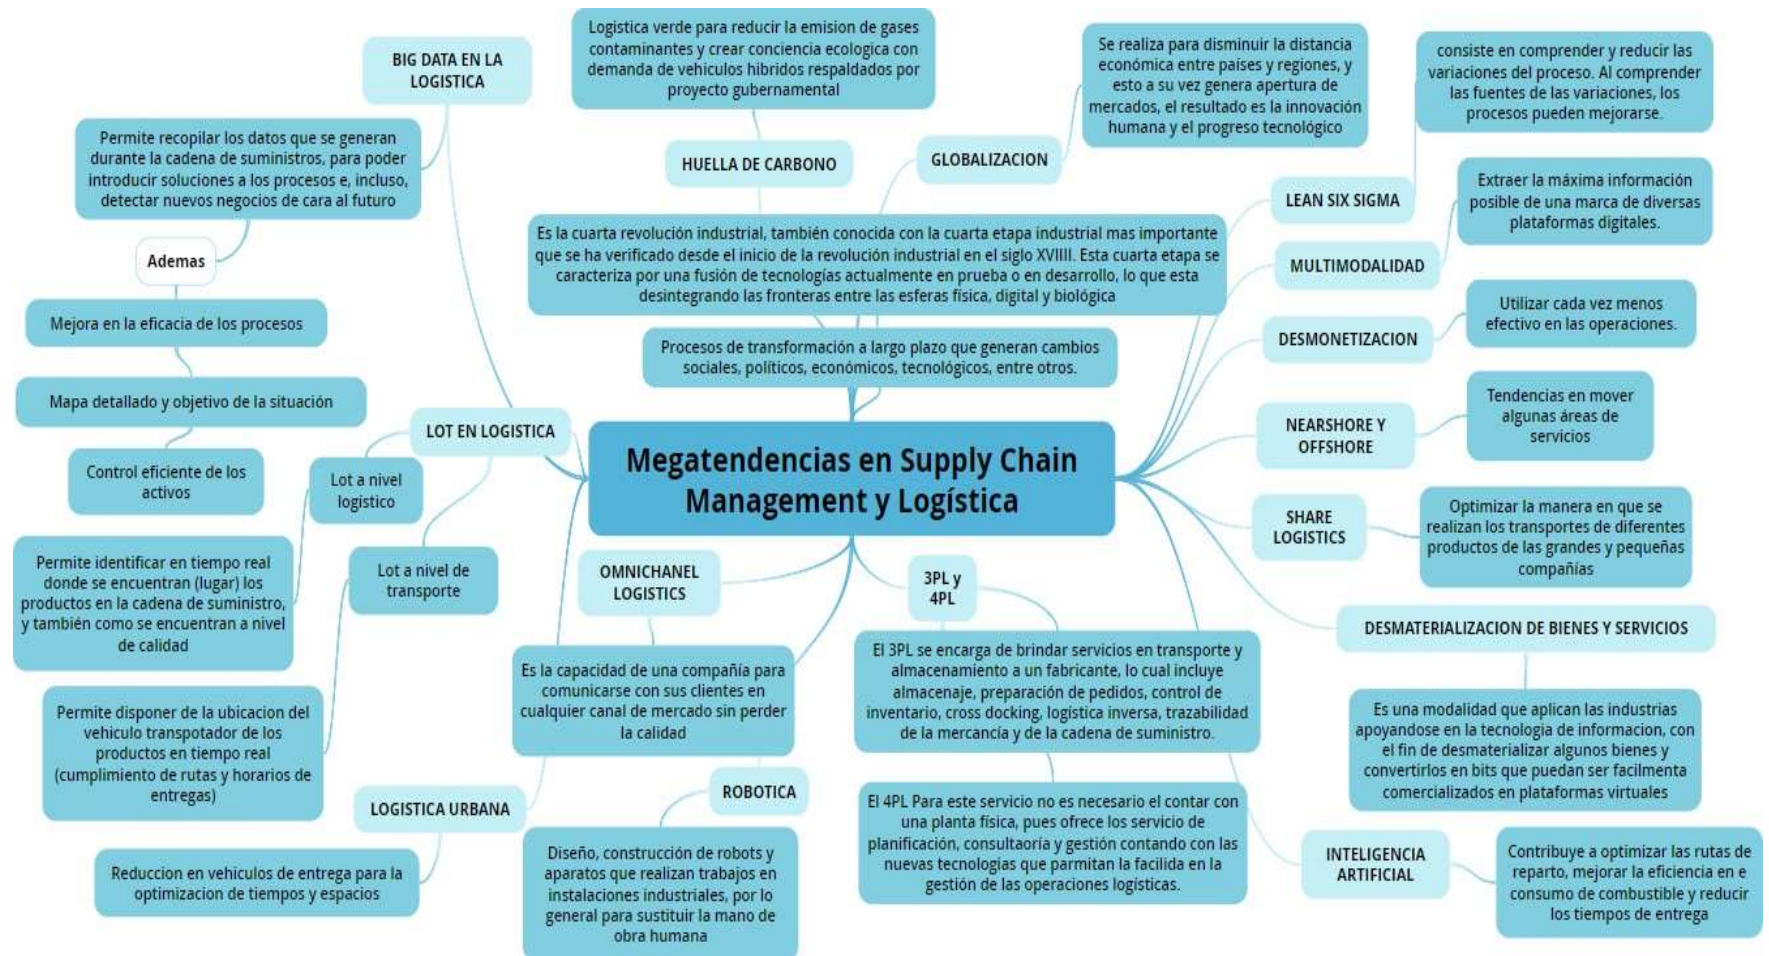 Megatendencias en Supply Chain
Management y Logística
Procesos de transformación a largo plazo que generan cambios
sociales, políticos, económicos, tecnológicos, entre otros.
Es la cuarta revolución industrial, también conocida con la cuarta etapa industrial mas importante
que se ha verificado desde el inicio de la revolución industrial en el siglo XVIIII. Esta cuarta etapa se
caracteriza por una fusión de tecnologías actualmente en prueba o en desarrollo, lo que esta
desintegrando las fronteras entre las esferas física, digital y biológica
BIG DATA EN LA
LOGISTICA
Permite recopilar los datos que se generan
durante la cadena de suministros, para poder
introducir soluciones a los procesos e, incluso,
detectar nuevos negocios de cara al futuro
Ademas
Mejora en la eficacia de los procesos
Mapa detallado y objetivo de la situación
Control eficiente de los
activos
LOT EN LOGISTICA
Lot a nivel
logístico
Permite identificar en tiempo real
donde se encuentran (lugar) los
productos en la cadena de suministro,
y también como se encuentran a nivel
de calidad
Lot a nivel de
transporte
Permite disponer de la ubicacion del
vehiculo transpotador de los
productos en tiempo real
(cumplimiento de rutas y horarios de
entregas)
LOGISTICA URBANA
Reduccion en vehiculos de entrega para la
optimizacion de tiempos y espacios
OMNICHANEL
LOGISTICS
Es la capacidad de una compañía para
comunicarse con sus clientes en
cualquier canal de mercado sin perder
la calidad
ROBOTICA
Diseño, construcción de robots y
aparatos que realizan trabajos en
instalaciones industriales, por lo
general para sustituir la mano de
obra humana
3PL y
4PL
El 3PL se encarga de brindar servicios en transporte y
almacenamiento a un fabricante, lo cual incluye
almacenaje, preparación de pedidos, control de
inventario, cross docking, logística inversa, trazabilidad
de la mercancía y de la cadena de suministro.
El 4PL Para este servicio no es necesario el contar con
una planta física, pues ofrece los servicio de
planificación, consultaoría y gestión contando con las
nuevas tecnologias que parmitan la facilida en la
gestión de las operaciones logísticas.
HUELLA DE CARBONO
Logistica verde para reducir la emision de gases
contaminantes y crear conciencia ecologica con
demanda de vehiculos hibridos respaldados por
proyecto gubernamental
GLOBALIZACION
Se realiza para disminuir la distancia
económica entre países y regiones, y
esto a su vez genera apertura de
mercados, el resultado es la innovación
humana y el progreso tecnológico
LEAN SIX SIGMA
consiste en comprender y reducir las
variaciones del proceso. Al comprender
las fuentes de las variaciones, los
procesos pueden mejorarse.
MULTIMODALIDAD
Extraer la máxima información
posible de una marca de diversas
plataformas digitales.
DESMONETIZACION
Utilizar cada vez menos
efectivo en las operaciones.
NEARSHORE Y
OFFSHORE
Tendencias en mover
algunas áreas de
servicios
SHARE
LOGISTICS
Optimizar la manera en que se
realizan los transportes de diferentes
productos de las grandes y pequeñas
compañías
DESMATERIALIZACION DE BIENES Y SERVICIOS
Es una modalidad que aplican las industrias
apoyandose en la tecnologia de informacion, con
el fin de desmaterializar algunos bienes y
convertirlos en bits que puedan ser facilmenta
comercializados en plataformas virtuales
INTELIGENCIA
ARTIFICIAL
Contribuye a optimizar las rutas de
reparto, mejorar la eficiencia en e
consumo de combustible y reducir
los tiempos de entrega